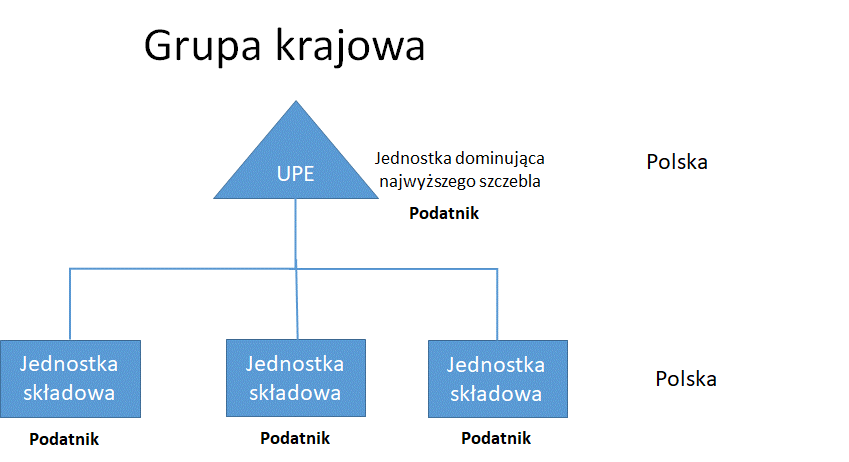 Grupa krajowa
UPE
Jednostka dominująca
najwyższego szczebla
Podatnik
Polska
Jednostka
składowa
Podatnik
Jednostka
składowa
Podatnik
Jednostka
składowa
Podatnik
Polska